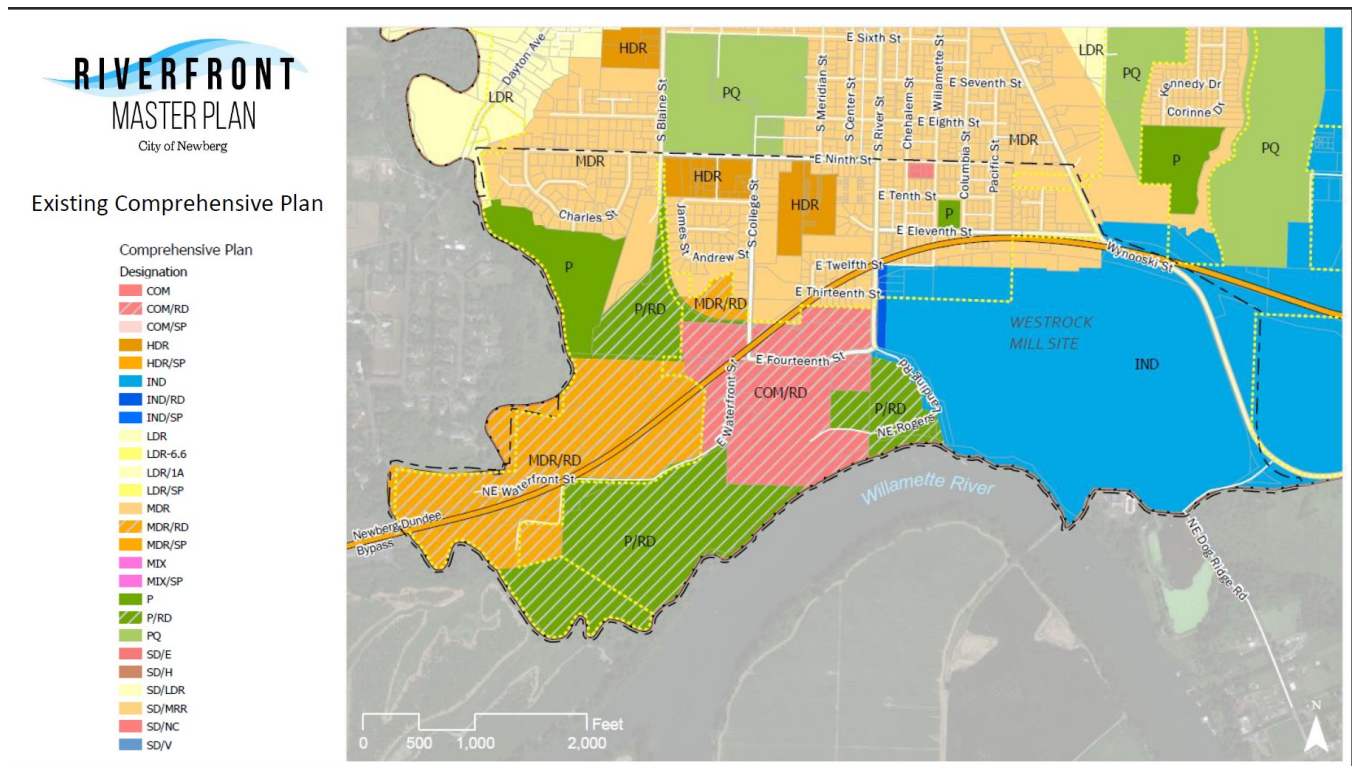 RIVERFRONT
MASTER PLAN
City of Newberg
Existing Comprehensive Plan
Comprehensive Plan
Designation
COM
COM/RD
COM/SP
HDR
HDR/SP
IND
IND/RD
IND/SP
LDR
LDR-6.6
LDR/1A
LDR/SP
MDR
MDR/RD
MDR/SP
MIX
MIX/SP
P
P/RD
PQ
SD/E
SD/H
SD/LDR
SD/MRR
SD/NC
SD/V
Dayton Ave
HDR
LDR
S Blaine St
PQ
E Sixth St
S Meridian St
S Center St
S River St
Chehalem St
E Willamette St
E Seventh St
E Eighth St
LDR
PQ
Kennedy Dr
Corinne Dr
P
PQ
MDR
MDR
E Ninth St
HDR
HDR
Columbia St
Pacific St
E Tenth St
P
Charles St
James St
S College St
Andrew St
E Eleventh St
E Twelfth St
E Thirteenth St
Wynooski St
P
P/RD
MDR/RD
WESTROCK
MILL SITE
IND
E Fourteenth St
E Waterfront St
COM/RD
P/RD
Landing Rd
NE Rogers
MDR/RD
NE Waterfront St
Willamette River
Newberg Dundee
Bypass
P/RD
NE Dog Ridge Rd
N
Feet
0 500 1,000 2,000